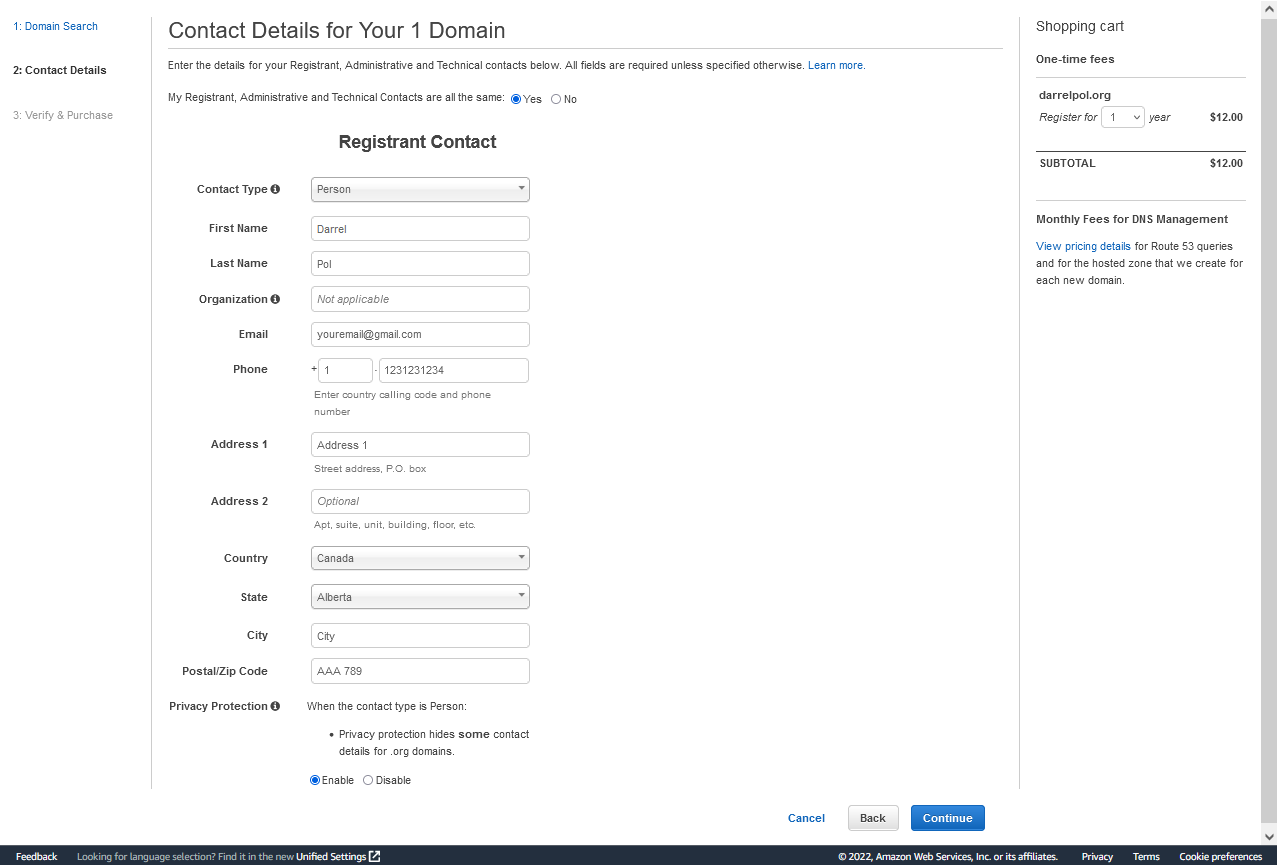 1: Domain Search
2: Contact Details
3: Verify & Purchase
Contact Details for Your 1 Domain
Enter the details for your Registrant, Administrative and Technical contacts below. All fields are required unless specified otherwise. Learn more.
My Registrant, Administrative and Technical Contacts are all the same: Yes No
Registrant Contact
Contact Type Person
First Name Darrel
Last Name Pol
Organization Not applicable
Email youremail@gmail.com
Phone + 1 - 1231231234
Enter country calling code and phone
number
Address 1 Address 1
Street address, P.O. box
Address 2 Optional
Apt, suite, unit, building, floor, etc.
Country Canada
State Alberta
City City
Postal/Zip Code AAA 789
Privacy Protection When the contact type is Person:
• Privacy protection hides some contact
details for .org domains.
Enable Disable
Cancel Back Continue
Shopping cart
One-time fees
darrelpol.org
Register for 1 year $12.00
SUBTOTAL $12.00
Monthly Fees for DNS Management
View pricing details for Route 53 queries
and for the hosted zone that we create for
each new domain.
Feedback Looking for language selection? Find it in the new Unified Settings © 2022, Amazon Web Services, Inc. or its affiliates. Privacy Terms Cookie preferences